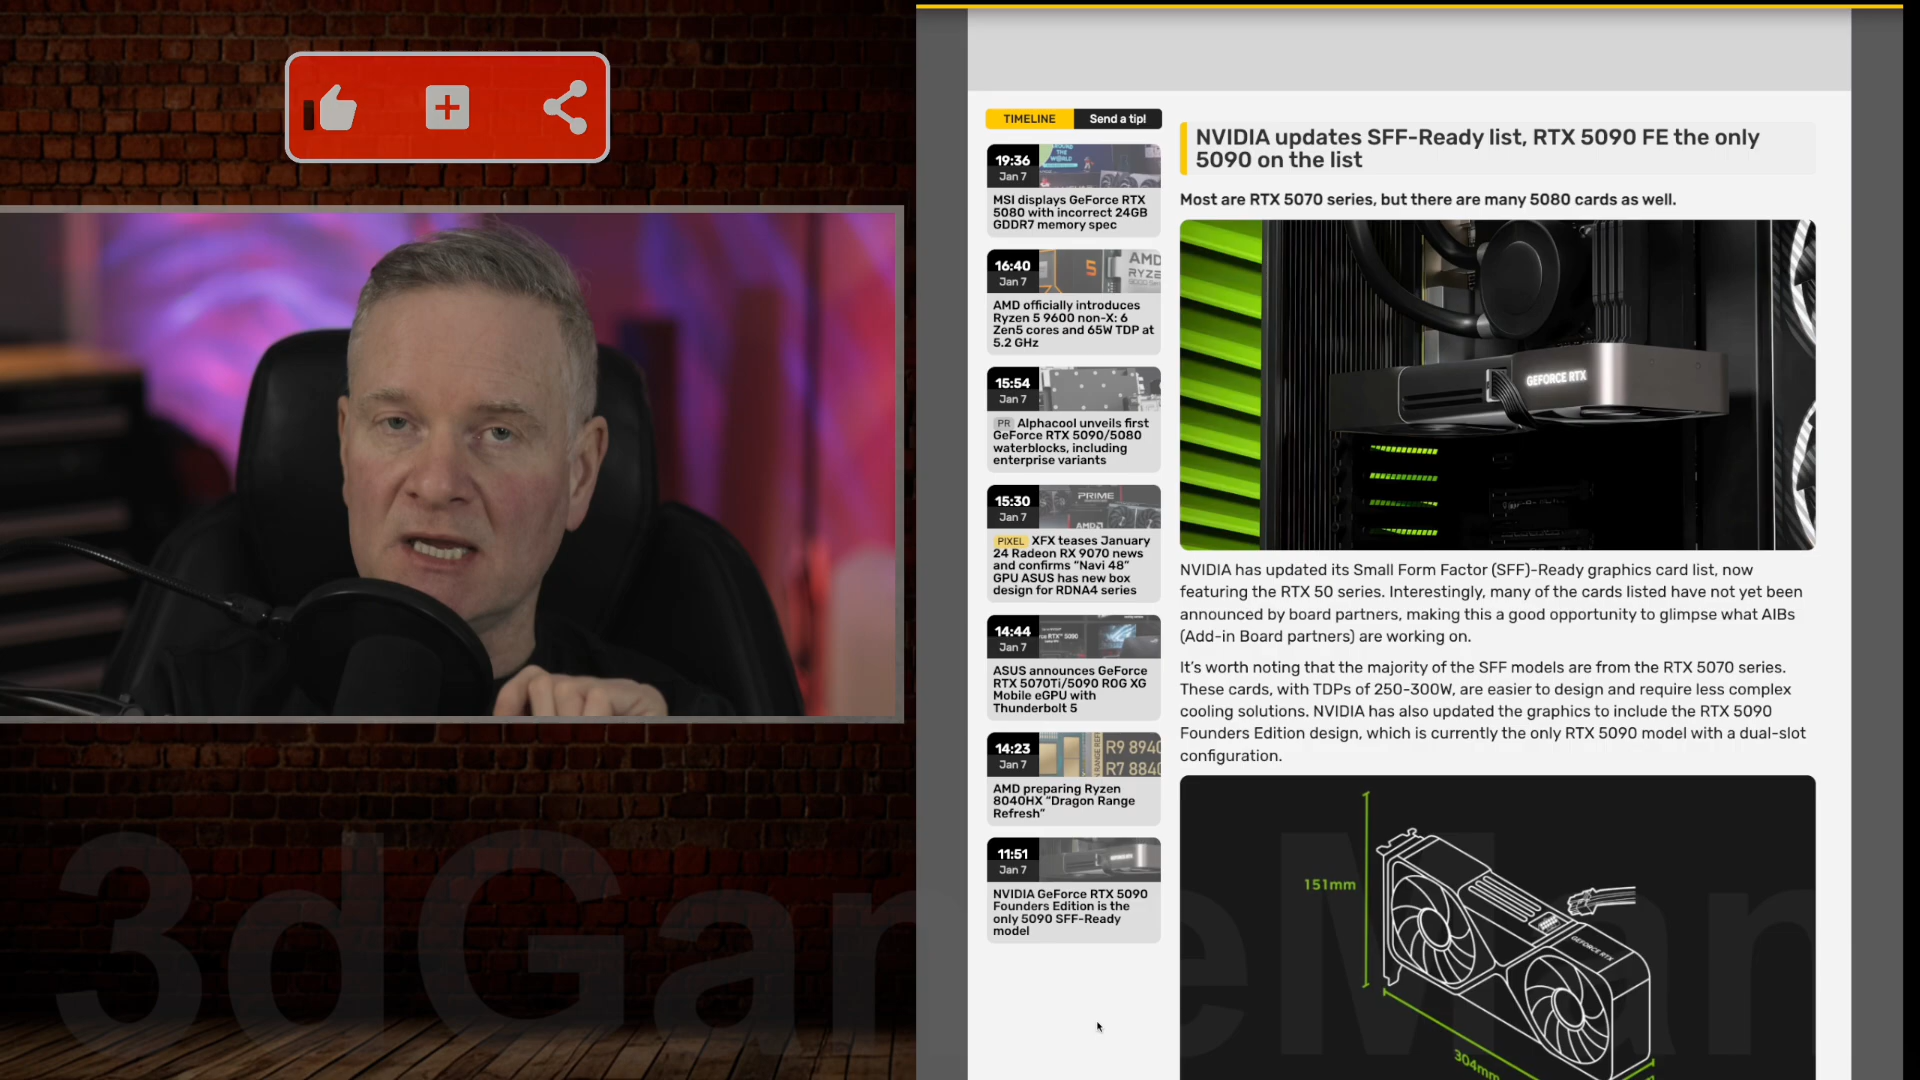 TIMELINE
Send a tip!
19:36
Jan 7
MSI displays GeForce RTX
5080 with incorrect 24GB
GDDR7 memory spec
16:40
Jan 7
5
AMD
AMD officially introduces
Ryzen 5 9600 non-X: 6
Zen5 cores and 65W TDP at
5.2 GHz
15:54
Jan 7
PR Alphacool unveils first
GeForce RTX 5090/5080
waterblocks, including
enterprise variants
15:30
Jan 7
PRIME
PIXEL XFX teases January
24 Radeon RX 9070 news
and confirms “Navi 48”
GPU ASUS has new box
design for RDNA4 series
14:44
Jan 7
ASUS announces GeForce
RTX 5070Ti/5090 ROG XG
Mobile eGPU with
Thunderbolt 5
14:23
Jan 7
R9 8940
R7 8840
AMD preparing Ryzen
8040HX “Dragon Range
Refresh”
11:51
Jan 7
NVIDIA GeForce RTX 5090
Founders Edition is the
only 5090 SFF-Ready
model
NVIDIA updates SFF-Ready list, RTX 5090 FE the only
5090 on the list
Most are RTX 5070 series, but there are many 5080 cards as well.
GEFORCE RTX
NVIDIA has updated its Small Form Factor (SFF)-Ready graphics card list, now
featuring the RTX 50 series. Interestingly, many of the cards listed have not yet been
announced by board partners, making this a good opportunity to glimpse what AIBs
(Add-in Board partners) are working on.
It’s worth noting that the majority of the SFF models are from the RTX 5070 series.
These cards, with TDPs of 250-300W, are easier to design and require less complex
cooling solutions. NVIDIA has also updated the graphics to include the RTX 5090
Founders Edition design, which is currently the only RTX 5090 model with a dual-slot
configuration.
151mm
GEFORCE RTX
304mm
3dGameMan